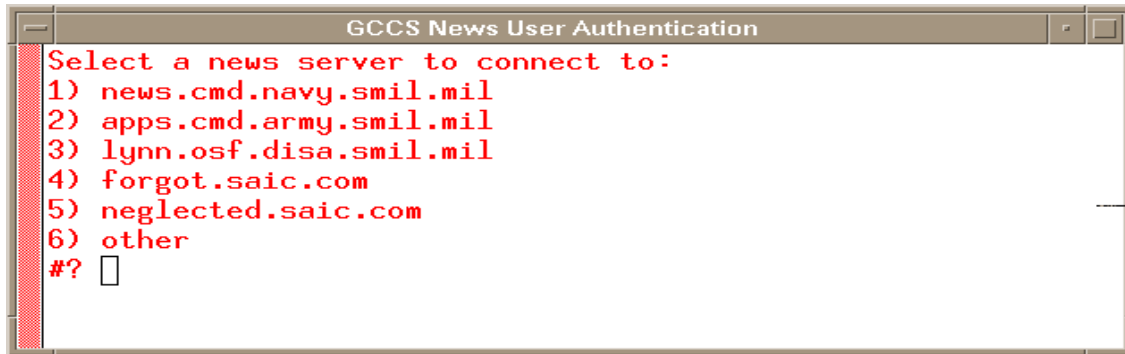 GCCS News User Authentication
Select a news server to connect to:
1) news.cmd.navy.smil.mil
2) apps.cmd.army.smil.mil
3) lynn.osf.disa.smil.mil
4) forgot.saic.com
5) neglected.saic.com
6) other
#?